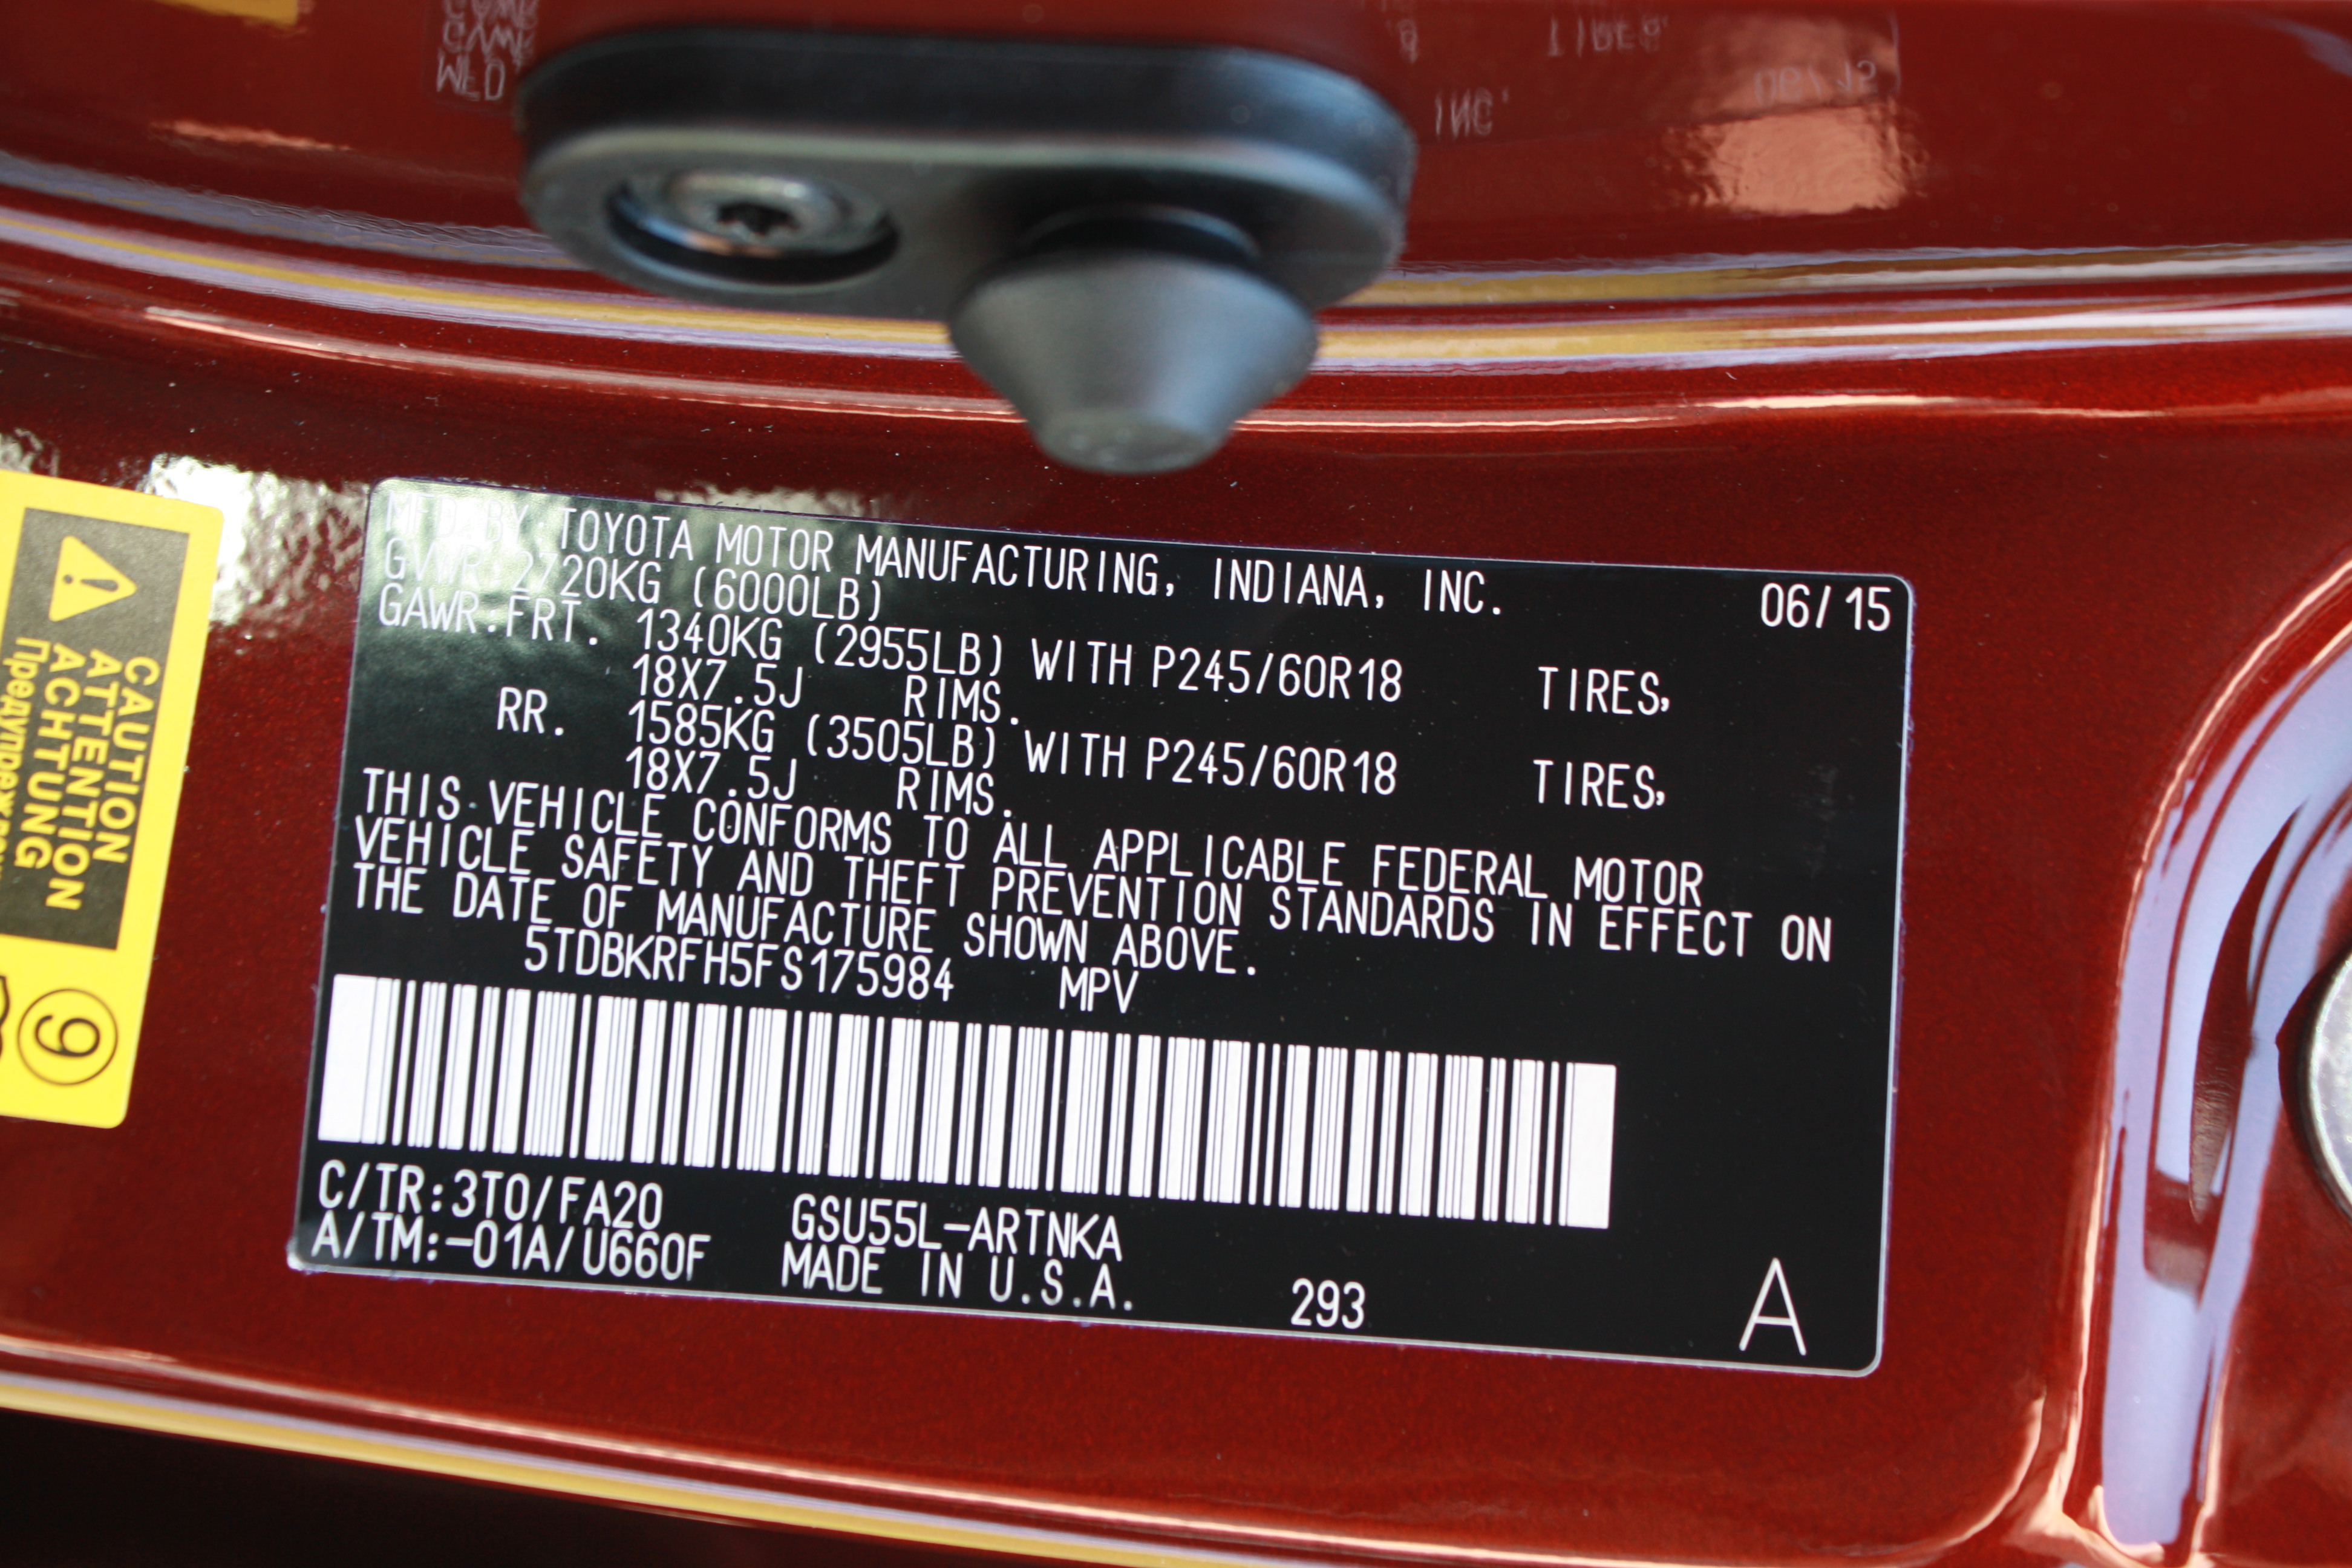 MFD.BY:TOYOTA MOTOR MANUFACTURING, INDIANA, INC. 06/15
GVWR:2720KG (6000LB)
GAWR:FRT. 1340KG (2955LB) WITH P245/60R18 TIRES,
18X7.5J RIMS.
RR. 1585KG (3505LB) WITH P245/60R18 TIRES,
18X7.5J RIMS.
THIS VEHICLE CONFORMS TO ALL APPLICABLE FEDERAL MOTOR
VEHICLE SAFETY AND THEFT PREVENTION STANDARDS IN EFFECT ON
THE DATE OF MANUFACTURE SHOWN ABOVE.
5TDBKRFH5FS175984 MPV
C/TR:3T0/FA20 GSU55L-ARTNKA
A/TM:-01A/U660F MADE IN U.S.A. 293 A
CAUTION
ATTENTION
ACHTUNG
9